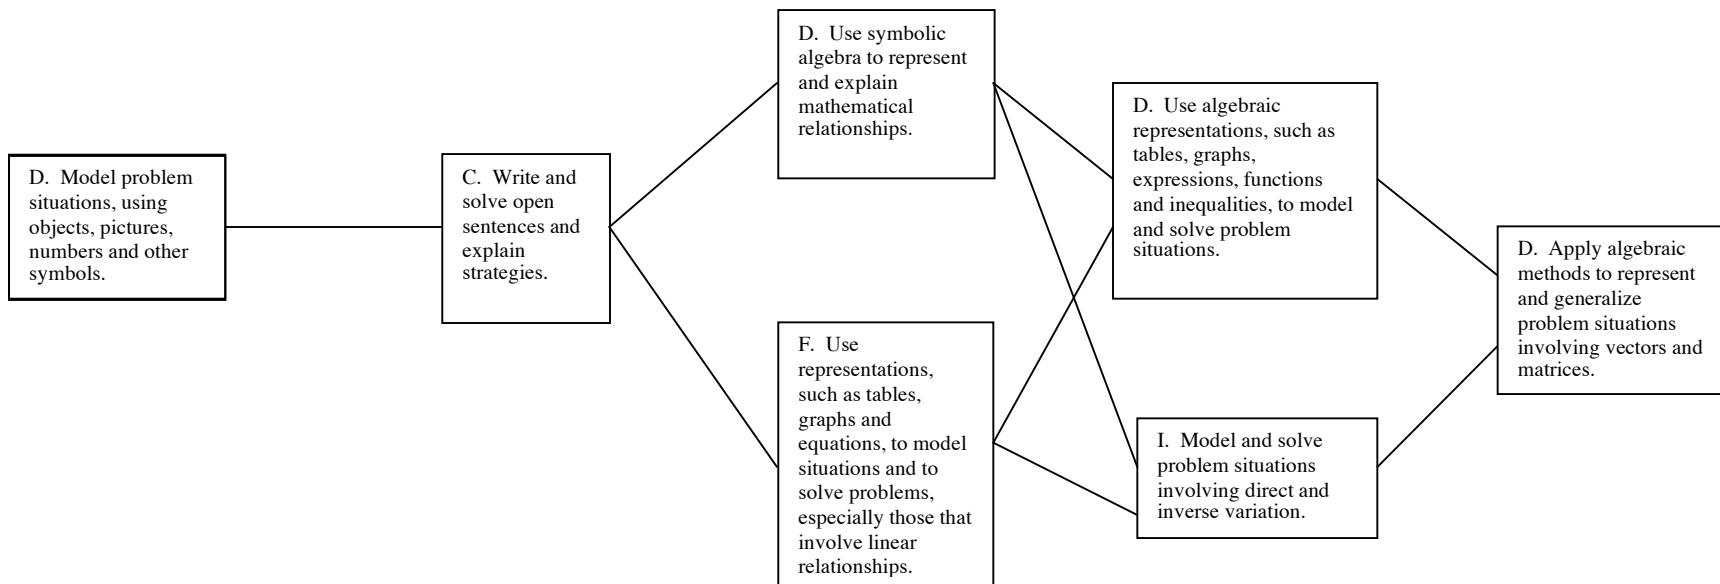 D. Model problem
situations, using
objects, pictures,
numbers and other
symbols.
C. Write and
solve open
sentences and
explain
strategies.
D. Use symbolic
algebra to represent
and explain
mathematical
relationships.
F. Use
representations,
such as tables,
graphs and
equations, to model
situations and to
solve problems,
especially those that
involve linear
relationships.
D. Use algebraic
representations, such as
tables, graphs,
expressions, functions
and inequalities, to model
and solve problem
situations.
I. Model and solve
problem situations
involving direct and
inverse variation.
D. Apply algebraic
methods to represent
and generalize
problem situations
involving vectors and
matrices.